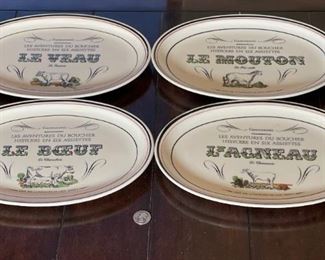 LES AVENTURES DU BOUCHER
HISTOIRE EN SIX ASSIETTES
LE VEAU
LES AVENTURES DU BOUCHER
HISTOIRE EN SIX ASSIETTES
LE MOUTON
LES AVENTURES DU BOUCHER
HISTOIRE EN SIX ASSIETTES
LE BŒUF
Le Charolais
LES AVENTURES DU BOUCHER
HISTOIRE EN SIX ASSIETTES
L'AGNEAU